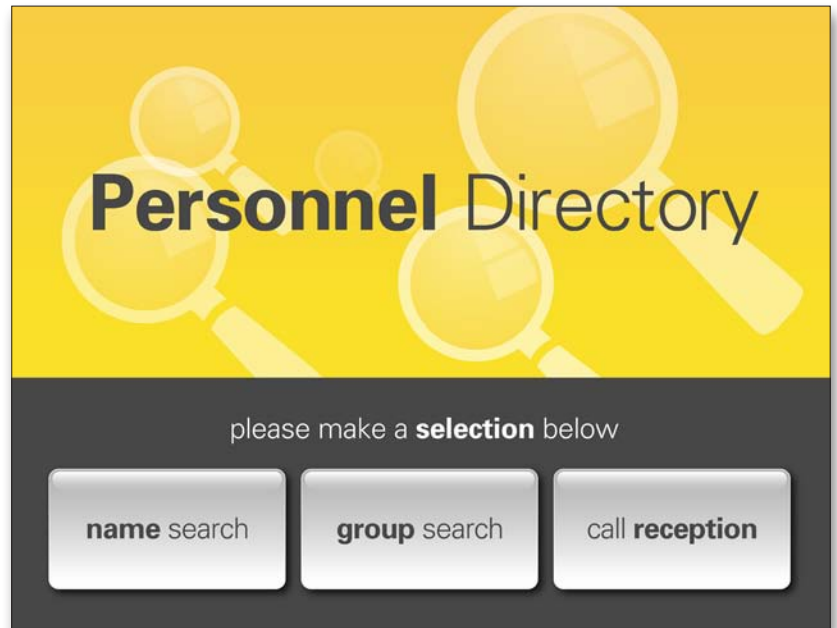 Personnel Directory
please make a selection below
name search
group search
call reception